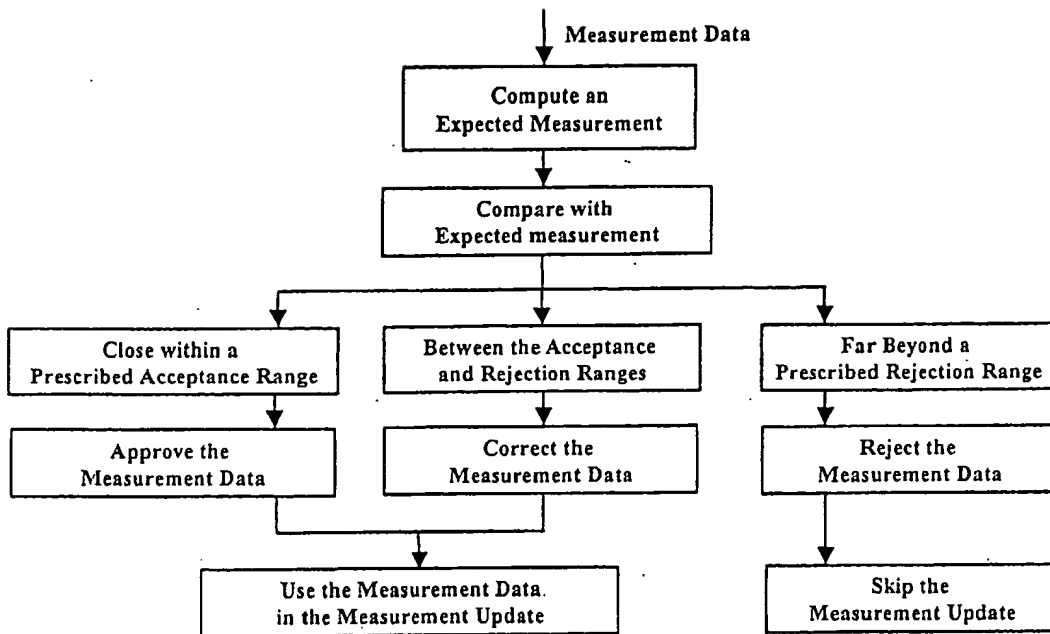 Measurement Data
Compute an
Expected Measurement
Compare with
Expected measurement
Close within a
Prescribed Acceptance Range
Between the Acceptance
and Rejection Ranges
Far Beyond a
Prescribed Rejection Range
Approve the
Measurement Data
Correct the
Measurement Data
Reject the
Measurement Data
Use the Measurement Data.
in the Measurement Update
Skip the
Measurement Update